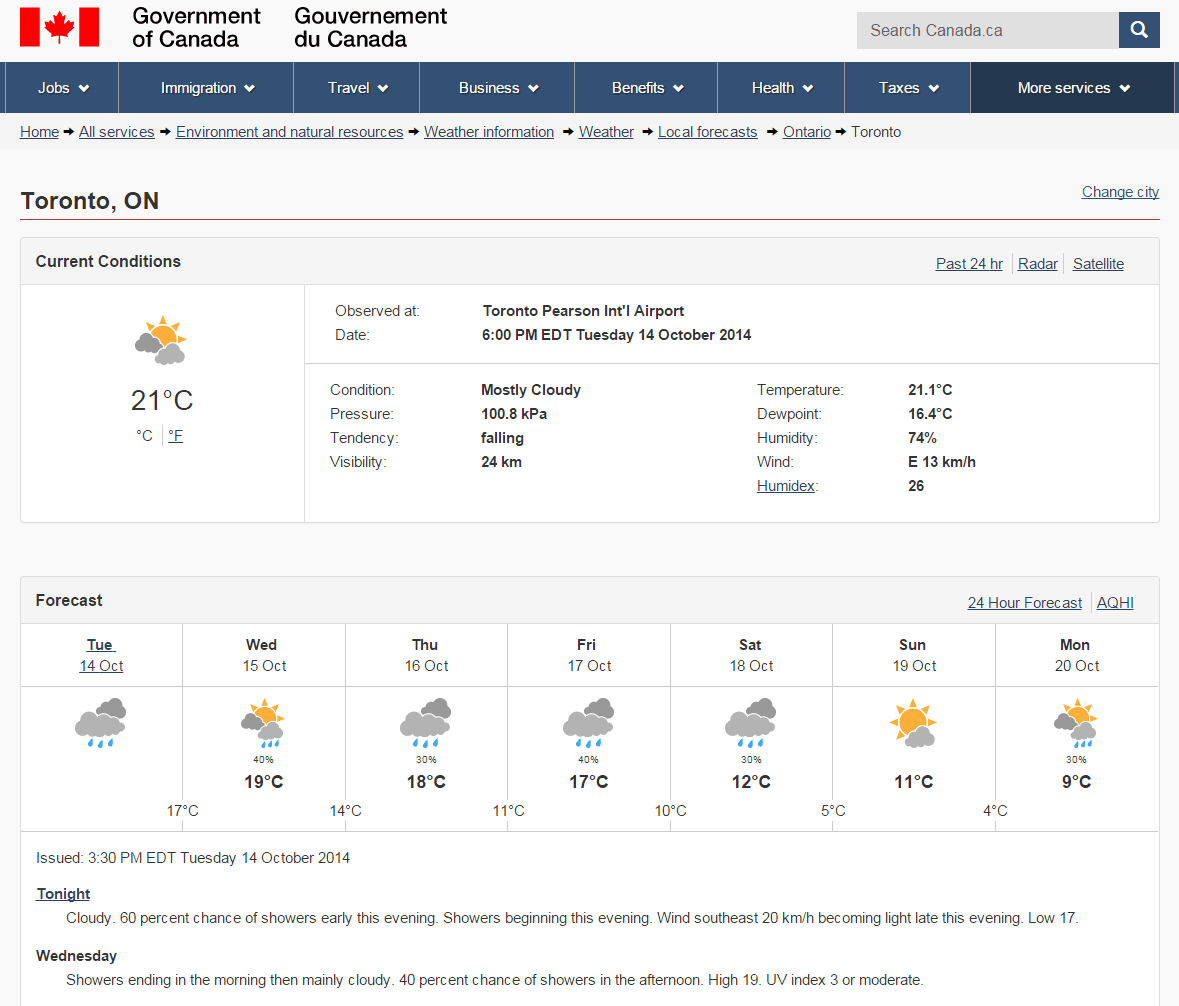 Government of Canada
Gouvernement du Canada
Search Canada.ca
Jobs Immigration Travel Business Benefits Health Taxes More services
Home All services Environment and natural resources Weather information Weather Local forecasts Ontario Toronto
Toronto, ON
Change city
Current Conditions
Past 24 hr Radar Satellite
21°C
°C °F
Observed at: Toronto Pearson Int'l Airport
Date: 6:00 PM EDT Tuesday 14 October 2014
Condition: Mostly Cloudy
Pressure: 100.8 kPa
Tendency: falling
Visibility: 24 km
Temperature: 21.1°C
Dewpoint: 16.4°C
Humidity: 74%
Wind: E 13 km/h
Humidex: 26
Forecast
24 Hour Forecast AQHI
Tue Wed Thu Fri Sat Sun Mon
14 Oct 15 Oct 16 Oct 17 Oct 18 Oct 19 Oct 20 Oct
40% 30% 40% 30% 30%
19°C 18°C 17°C 12°C 11°C 9°C
17°C 14°C 11°C 10°C 5°C 4°C
Issued: 3:30 PM EDT Tuesday 14 October 2014
Tonight
Cloudy. 60 percent chance of showers early this evening. Showers beginning this evening. Wind southeast 20 km/h becoming light late this evening. Low 17.
Wednesday
Showers ending in the morning then mainly cloudy. 40 percent chance of showers in the afternoon. High 19. UV index 3 or moderate.